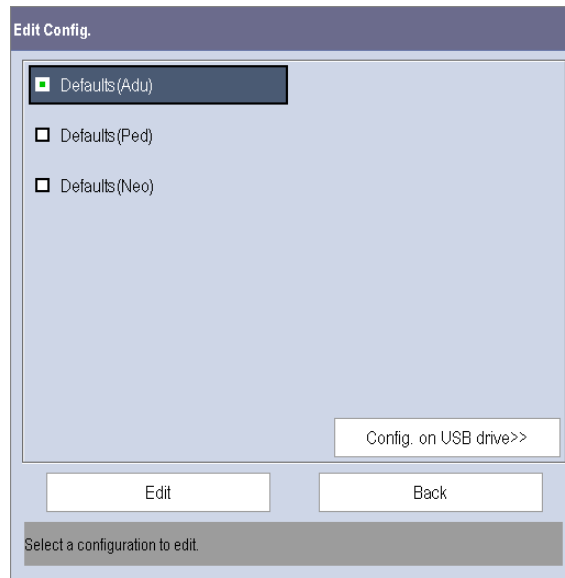 Edit Config.
Defaults(Adu)
Defaults(Ped)
Defaults(Neo)
Config. on USB drive>>
Edit
Back
Select a configuration to edit.